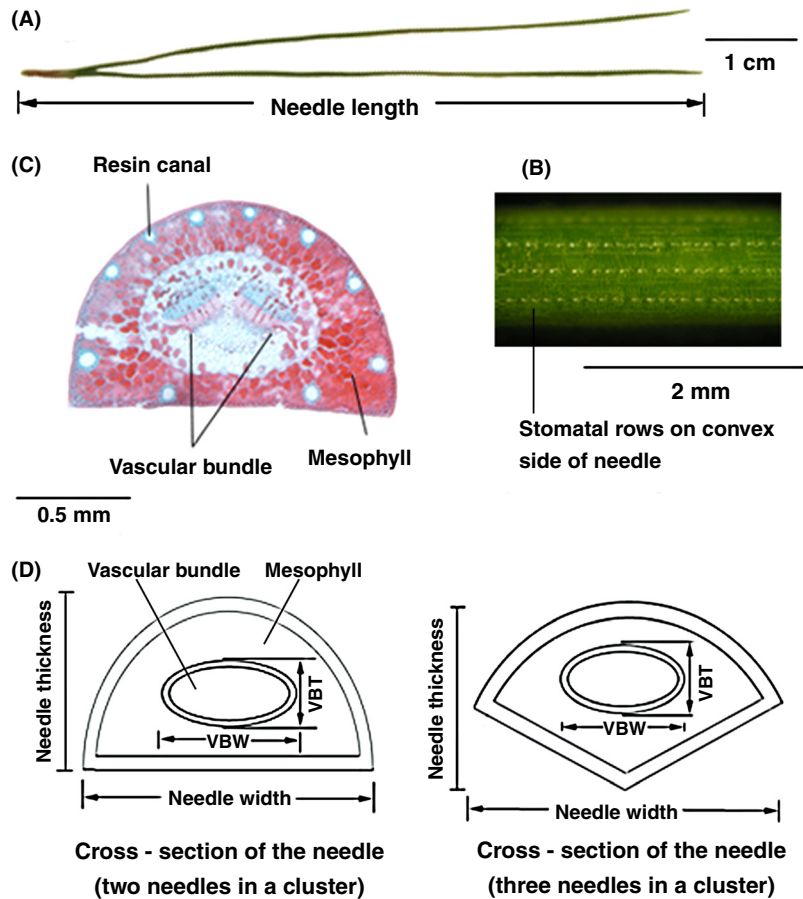 (A)
1 cm
Needle length
(C)
Resin canal
(B)
2 mm
Stomatal rows on convex
side of needle
Vascular bundle
Mesophyll
0.5 mm
(D)
Vascular bundle
Mesophyll
Needle thickness
VBT
VBW
Needle width
Cross - section of the needle
(two needles in a cluster)
Needle thickness
VBT
VBW
Needle width
Cross - section of the needle
(three needles in a cluster)